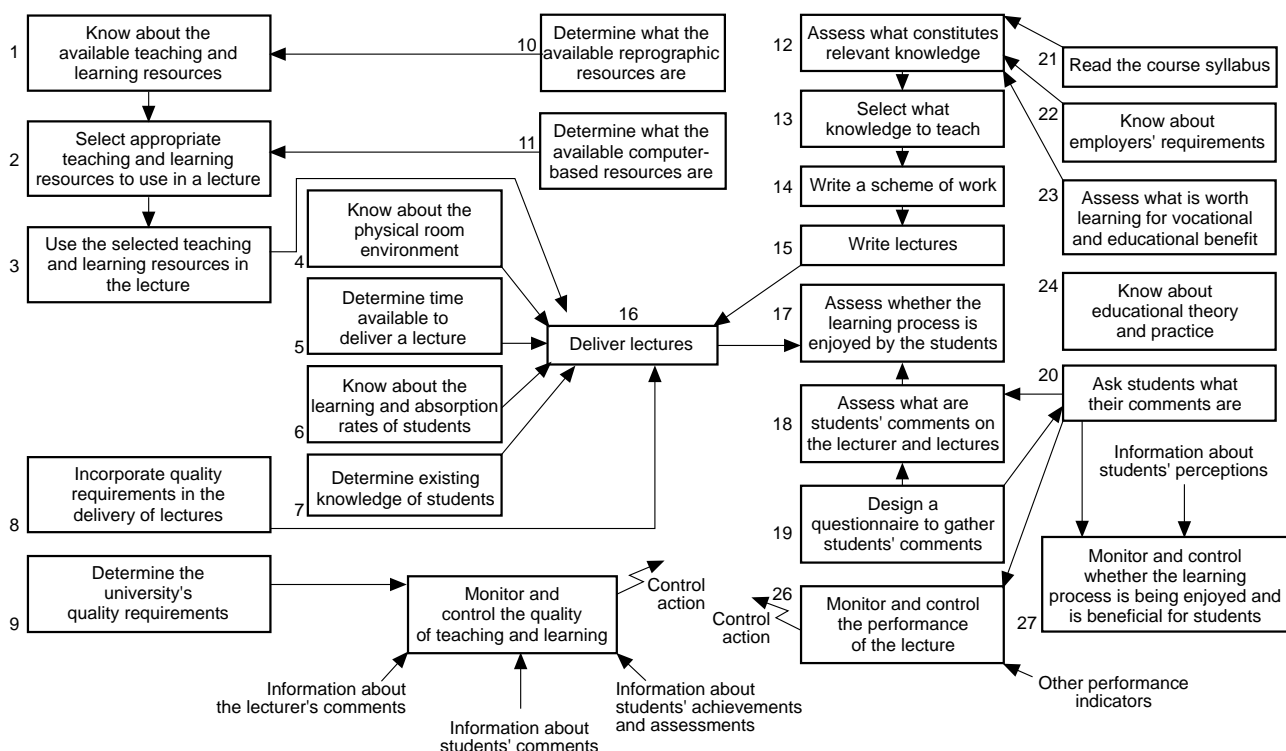 1
Know about the
available teaching and
learning resources
10
Determine what the
available reprographic
resources are
2
Select appropriate
teaching and learning
resources to use in a lecture
11
Determine what the
available computer-
based resources are
3
Use the selected teaching
and learning resources in
the lecture
4
Know about the
physical room
environment
5
Determine time
available to
deliver a lecture
6
Know about the
learning and absorption
rates of students
7
Determine existing
knowledge of students
8
Incorporate quality
requirements in the
delivery of lectures
9
Determine the
university's
quality requirements
Monitor and
control the quality
of teaching and learning
Control
action
Information about
the lecturer's comments
Information about
students' comments
Information about
students' achievements
and assessments
16
Deliver lectures
12
Assess what constitutes
relevant knowledge
13
Select what
knowledge to teach
14
Write a scheme of work
15
Write lectures
17
Assess whether the
learning process is
enjoyed by the students
18
Assess what are
students' comments on
the lecturer and lectures
19
Design a
questionnaire to gather
students' comments
21
Read the course syllabus
22
Know about
employers' requirements
23
Assess what is worth
learning for vocational
and educational benefit
24
Know about
educational theory
and practice
20
Ask students what
their comments are
Information about
students' perceptions
27
Monitor and control
whether the learning
process is being enjoyed and
is beneficial for students
26
Monitor and control
the performance
of the lecture
Control
action
Other performance
indicators